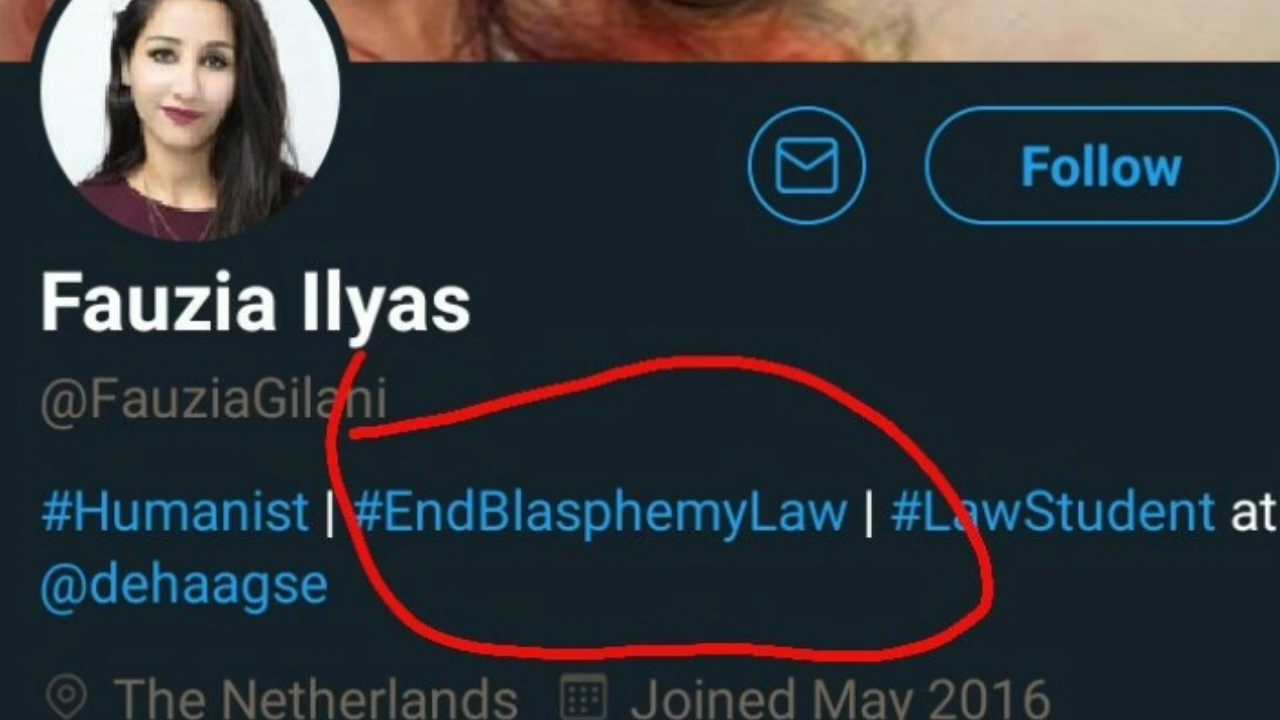 Follow
Fauzia Ilyas
@FauziaGilani
#Humanist | #EndBlasphemyLaw | #LawStudent at
@dehaagse
The Netherlands Joined May 2016